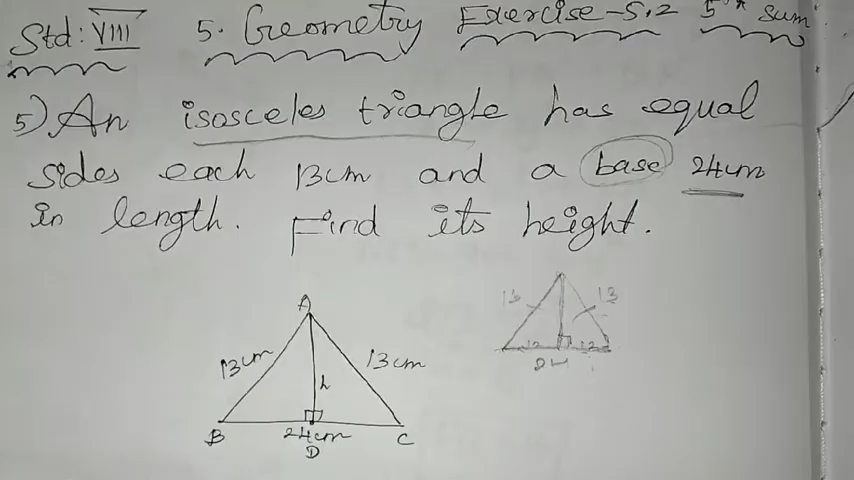 Std: VIII 5. Geometry Exercise-5.2 5th sum
5) An isosceles triangle has equal
sides each 13cm and a base 24cm
in length. Find its height.
A
13cm 13cm
h
B 24cm C
D
13 13
12 12
24